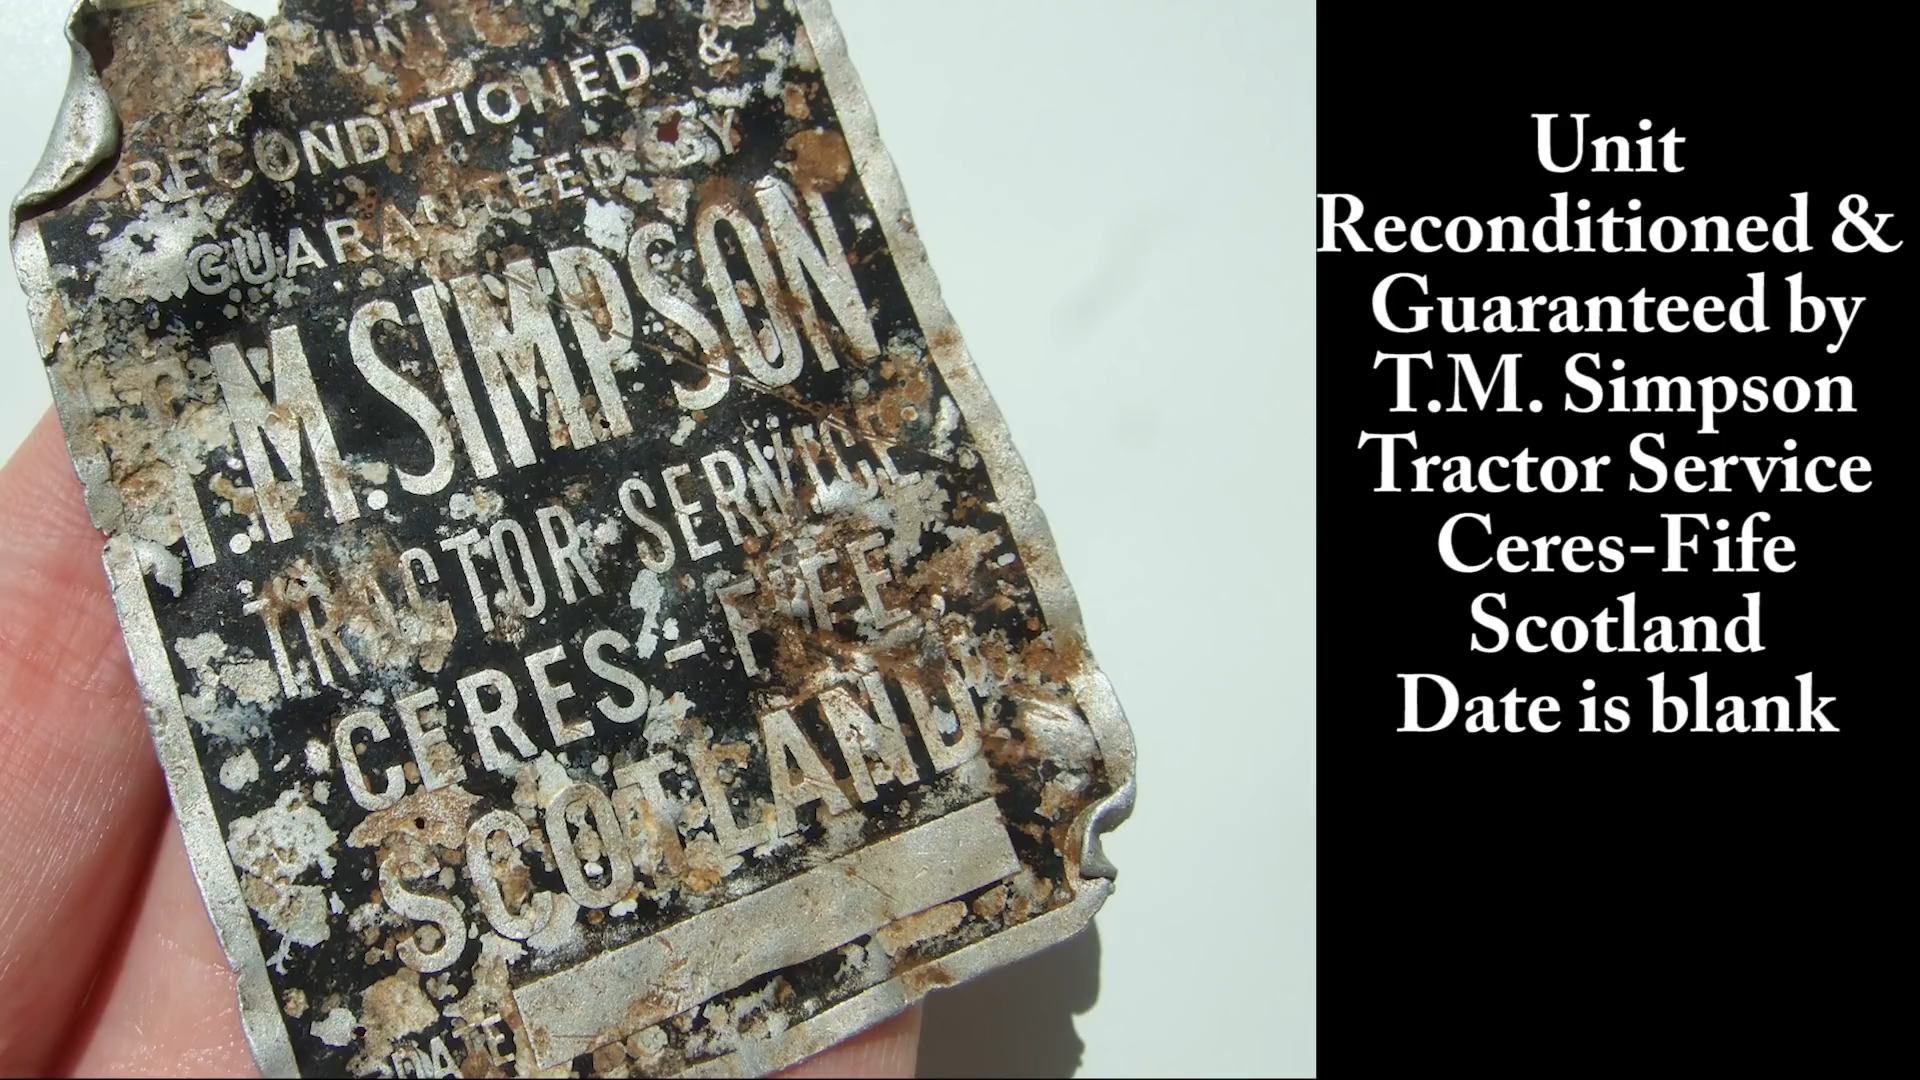 UNIT
RECONDITIONED &
GUARANTEED BY
T.M. SIMPSON
TRACTOR SERVICE
CERES-FIFE
SCOTLAND
DATE
Unit
Reconditioned &
Guaranteed by
T.M. Simpson
Tractor Service
Ceres-Fife
Scotland
Date is blank